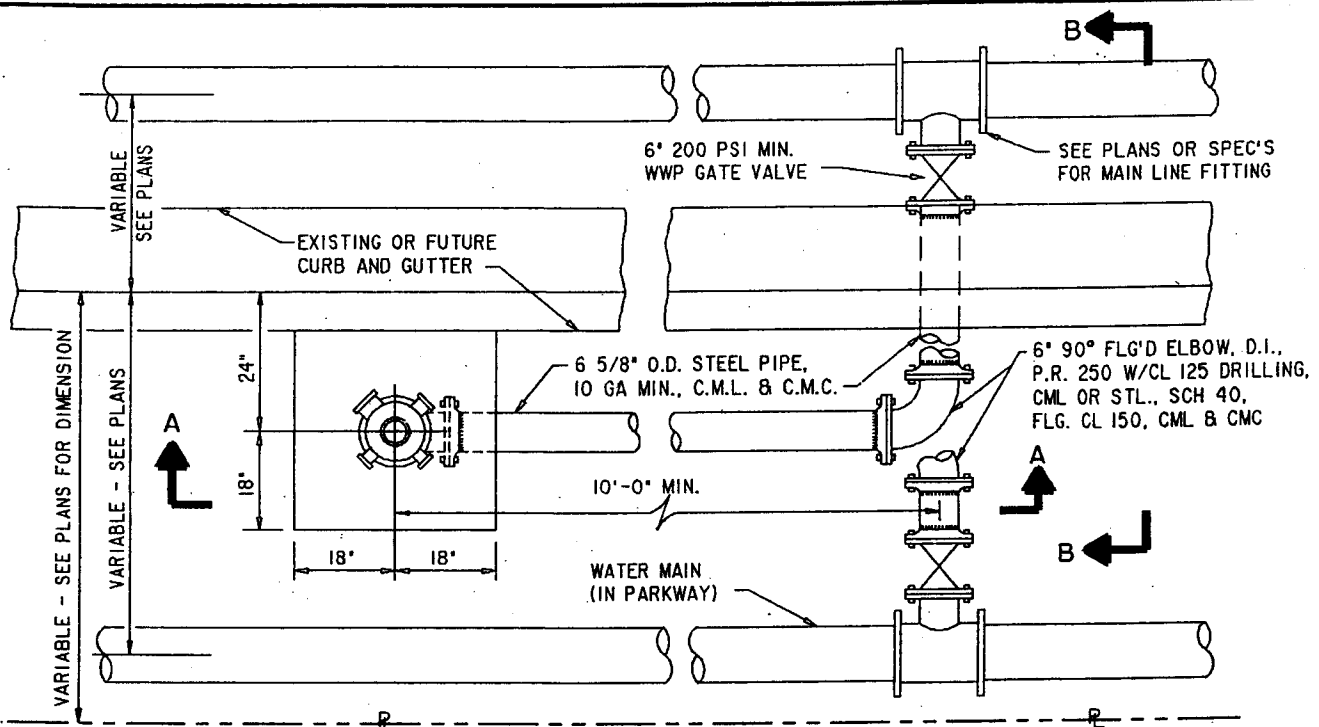 B
6" 200 PSI MIN.
WWP GATE VALVE
SEE PLANS OR SPEC'S
FOR MAIN LINE FITTING
VARIABLE
SEE PLANS
EXISTING OR FUTURE
CURB AND GUTTER
24"
6 5/8" O.D. STEEL PIPE,
10 GA MIN., C.M.L. & C.M.C.
6" 90° FLG'D ELBOW, D.I.,
P.R. 250 W/CL 125 DRILLING,
CML OR STL., SCH 40,
FLG. CL 150, CML & CMC
A
A
VARIABLE - SEE PLANS FOR DIMENSION
VARIABLE - SEE PLANS
18"
10'-0" MIN.
B
18"
18"
WATER MAIN
(IN PARKWAY)
PL
PL